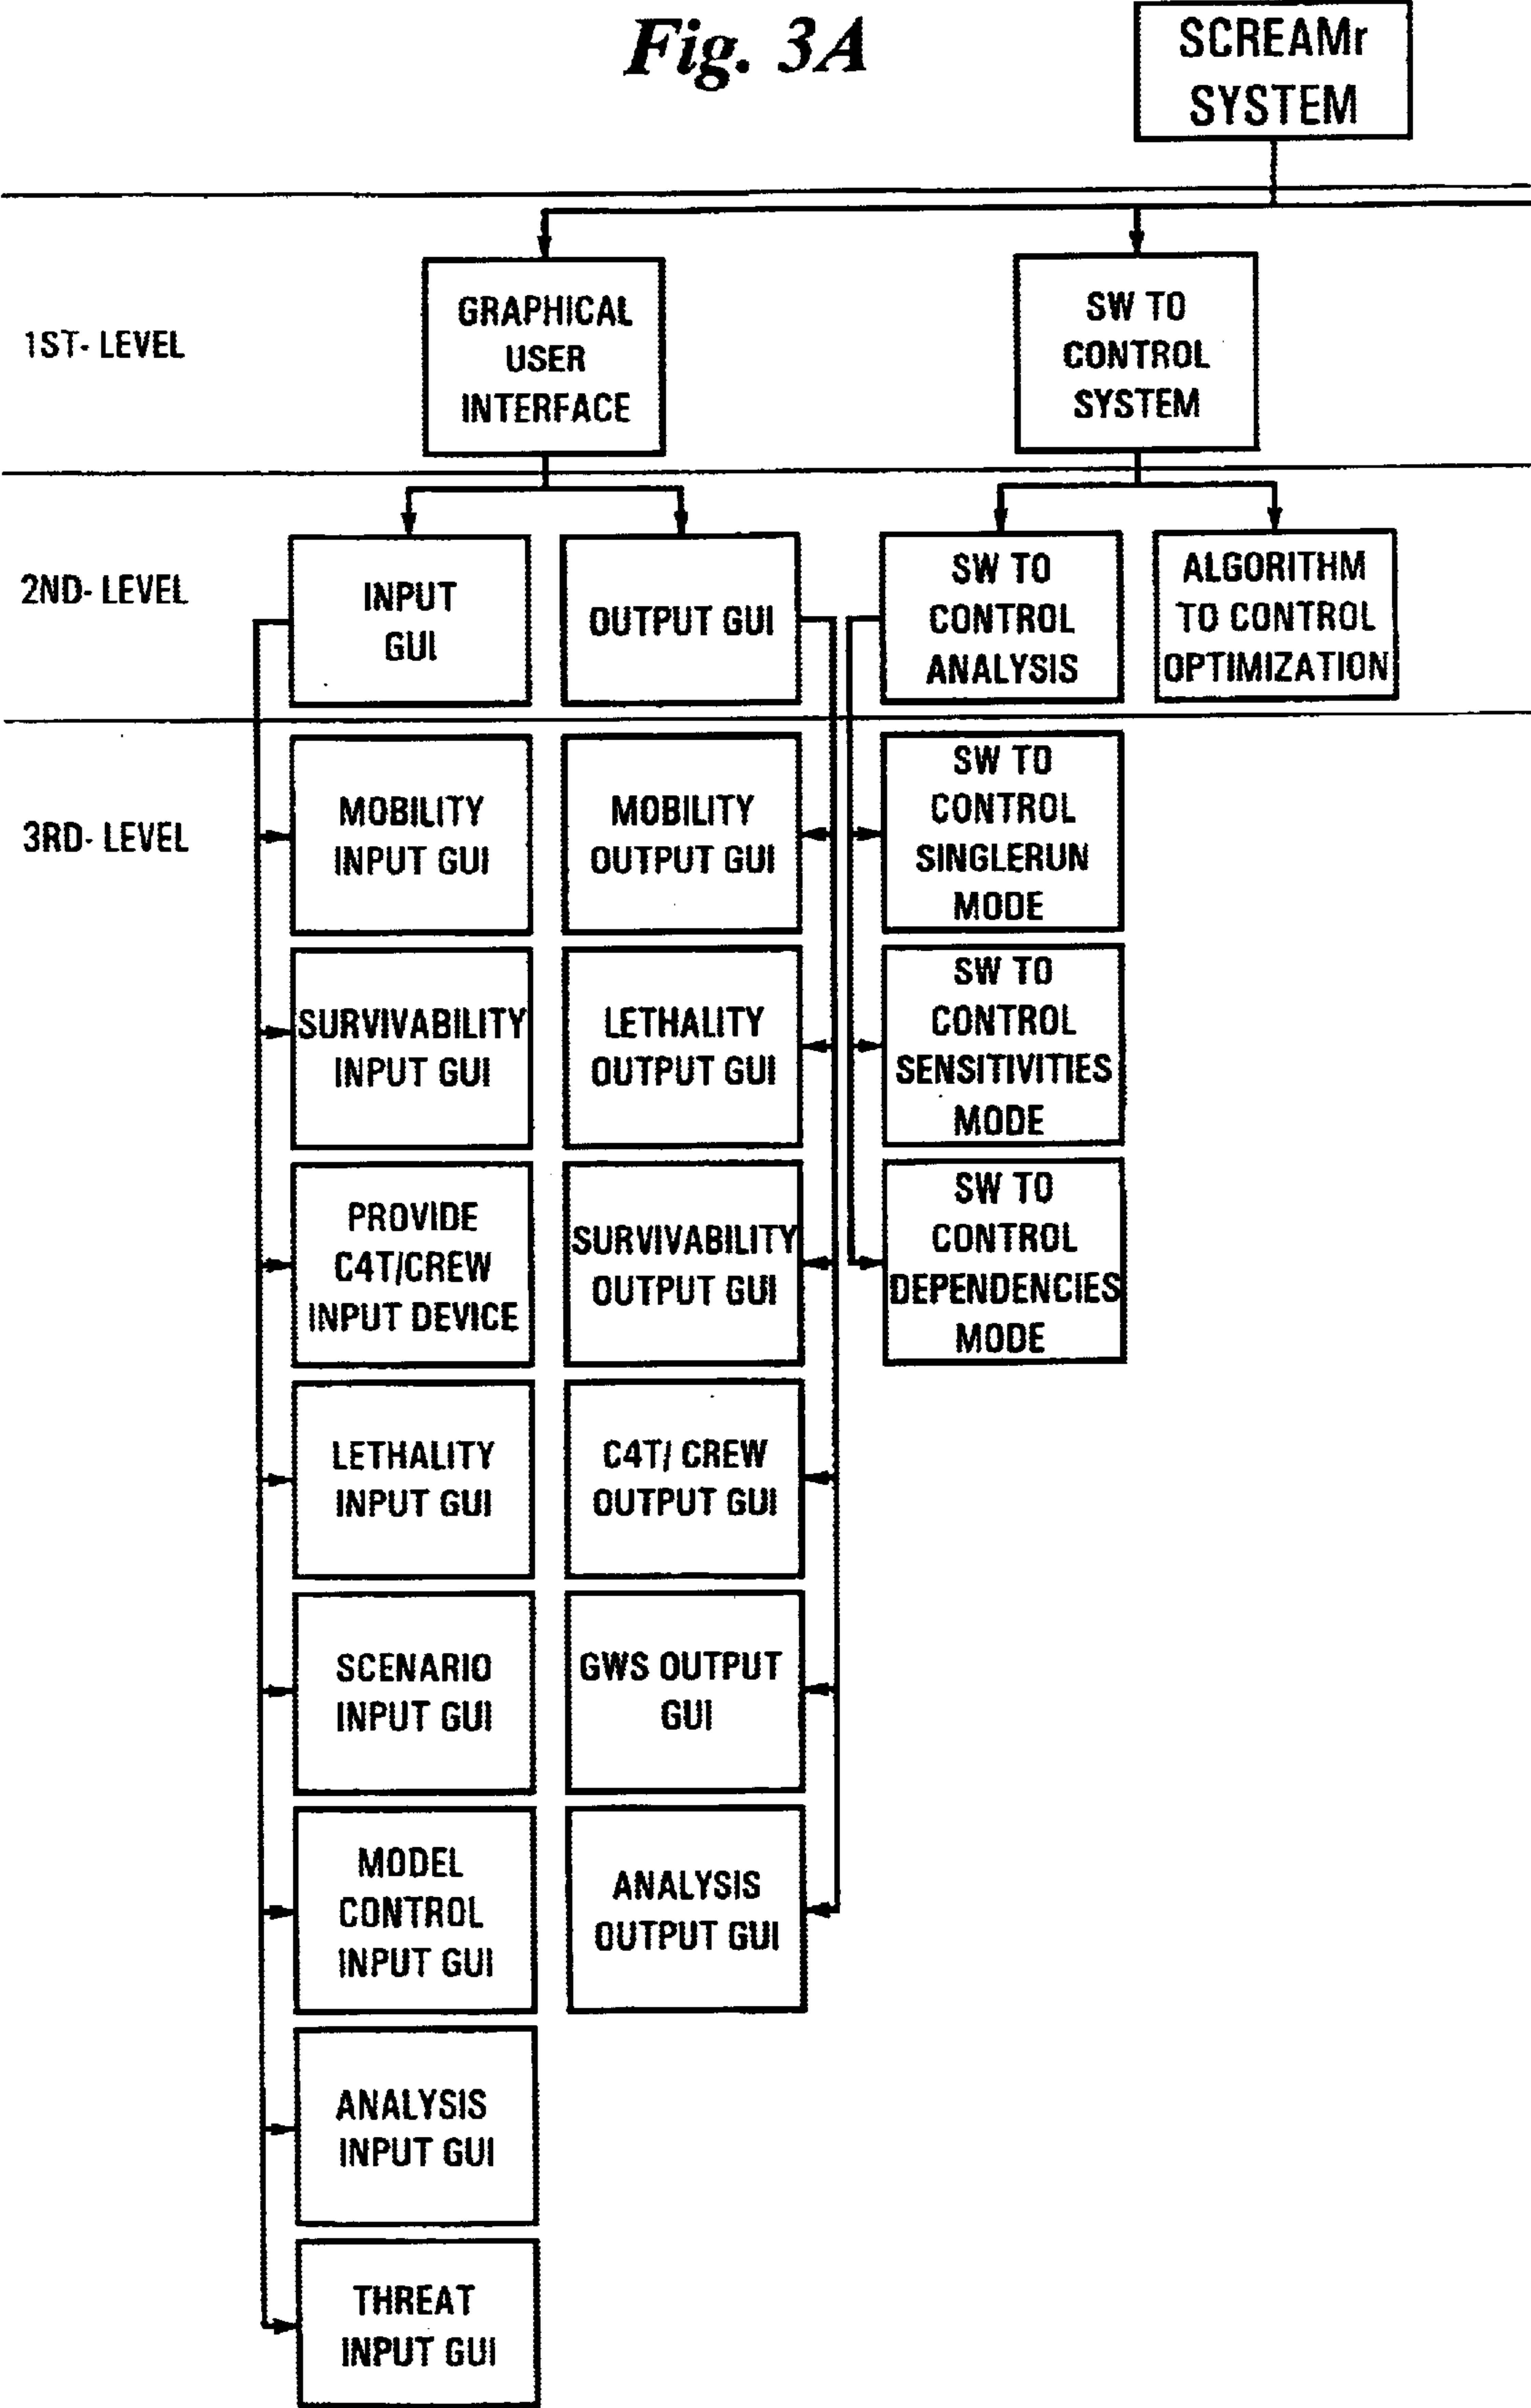 Fig. 3A
SCREAMr
SYSTEM
1ST- LEVEL
GRAPHICAL
USER
INTERFACE
SW TO
CONTROL
SYSTEM
2ND- LEVEL
INPUT
GUI
OUTPUT GUI
SW TO
CONTROL
ANALYSIS
ALGORITHM
TO CONTROL
OPTIMIZATION
3RD- LEVEL
MOBILITY
INPUT GUI
SURVIVABILITY
INPUT GUI
PROVIDE
C4T/CREW
INPUT DEVICE
LETHALITY
INPUT GUI
SCENARIO
INPUT GUI
MODEL
CONTROL
INPUT GUI
ANALYSIS
INPUT GUI
THREAT
INPUT GUI
MOBILITY
OUTPUT GUI
LETHALITY
OUTPUT GUI
SURVIVABILITY
OUTPUT GUI
C4T/ CREW
OUTPUT GUI
GWS OUTPUT
GUI
ANALYSIS
OUTPUT GUI
SW TO
CONTROL
SINGLERUN
MODE
SW TO
CONTROL
SENSITIVITIES
MODE
SW TO
CONTROL
DEPENDENCIES
MODE